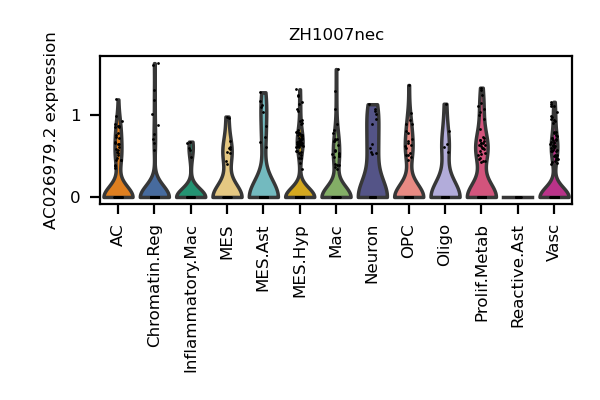 ZH1007nec
AC026979.2 expression
1
0
AC
Chromatin.Reg
Inflammatory.Mac
MES
MES.Ast
MES.Hyp
Mac
Neuron
OPC
Oligo
Prolif.Metab
Reactive.Ast
Vasc